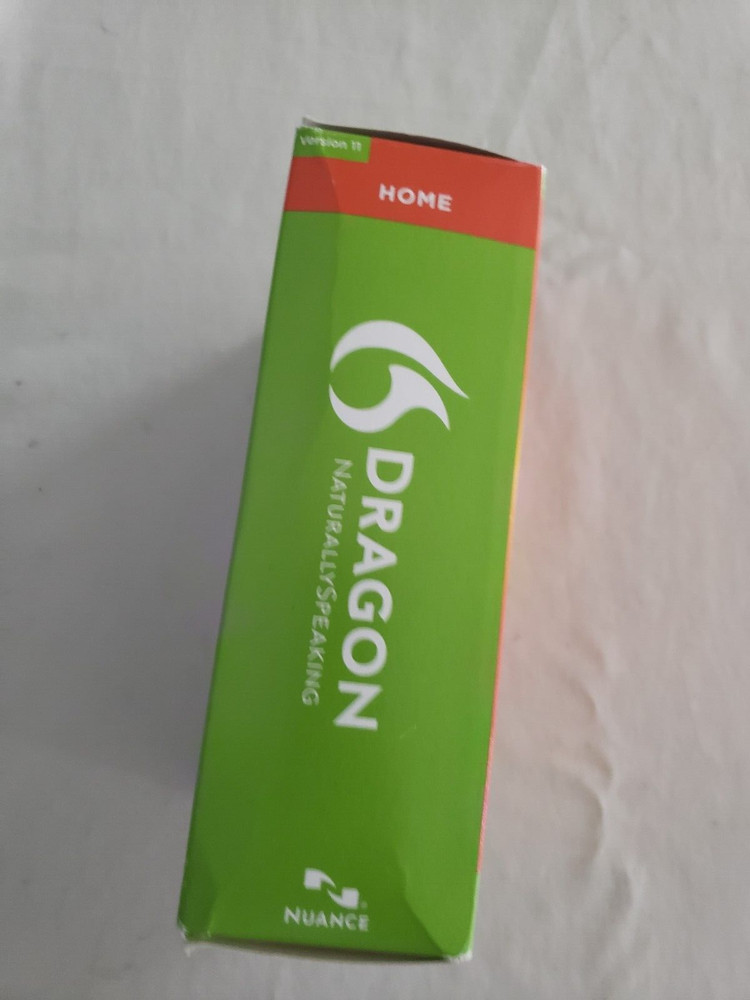 version 11
HOME
DRAGON
NATURALLYSPEAKING
NUANCE